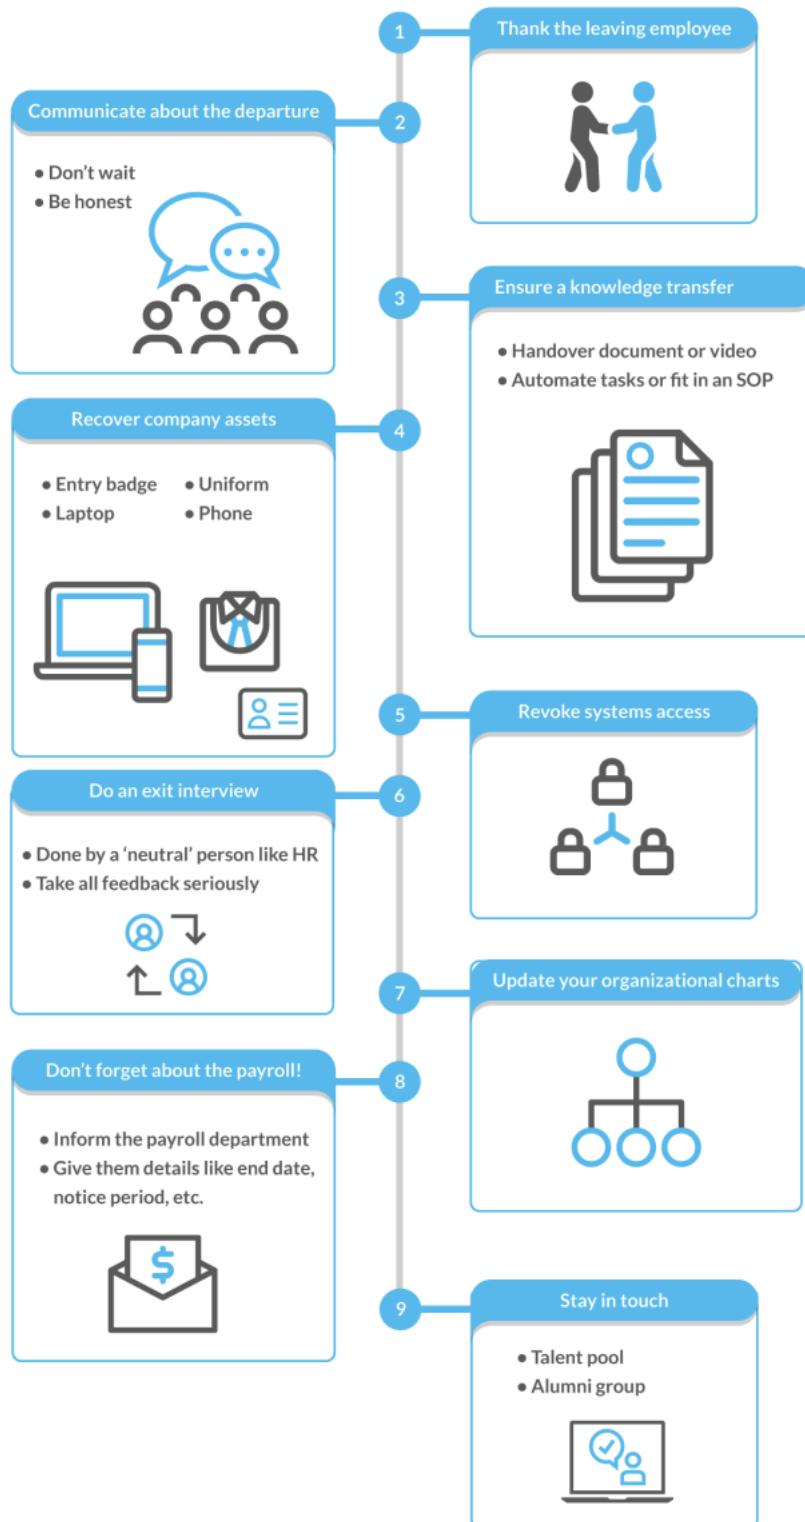 1
Thank the leaving employee
2
Communicate about the departure
• Don't wait
• Be honest
3
Ensure a knowledge transfer
• Handover document or video
• Automate tasks or fit in an SOP
4
Recover company assets
• Entry badge
• Laptop
• Uniform
• Phone
5
Revoke systems access
6
Do an exit interview
• Done by a ‘neutral’ person like HR
• Take all feedback seriously
7
Update your organizational charts
8
Don't forget about the payroll!
• Inform the payroll department
• Give them details like end date,
notice period, etc.
$
9
Stay in touch
• Talent pool
• Alumni group